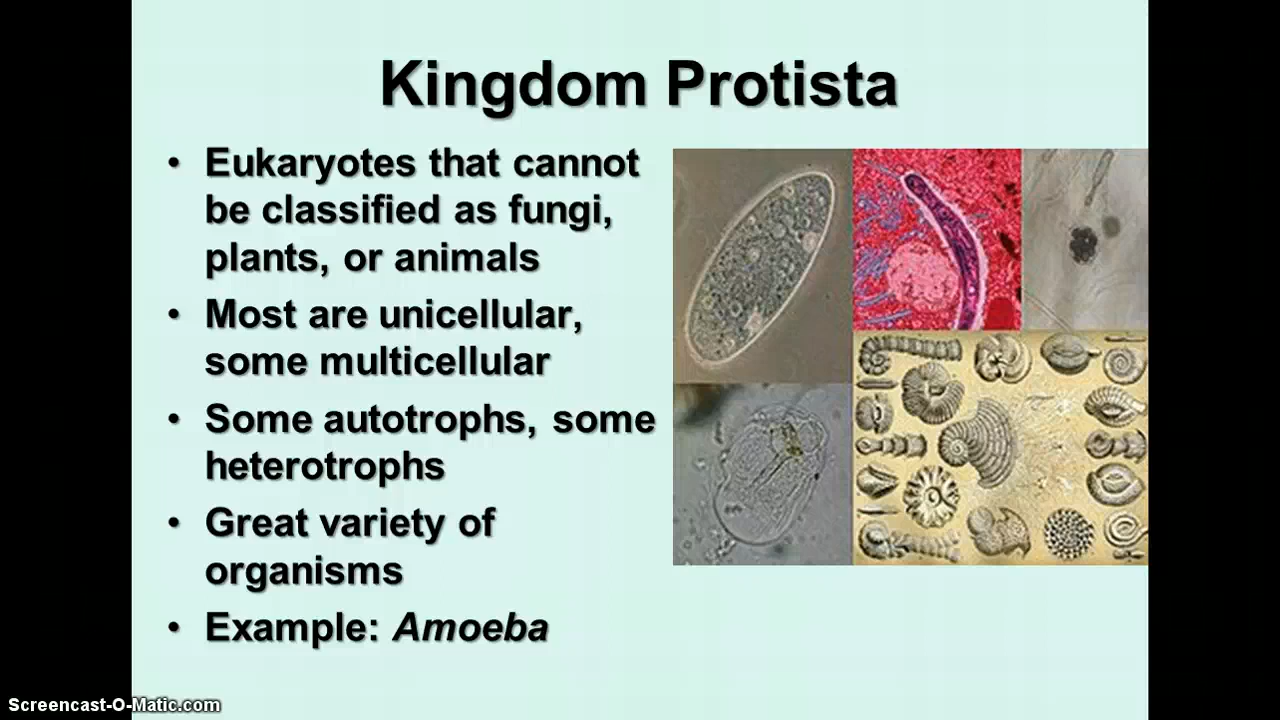 Kingdom Protista
• Eukaryotes that cannot
be classified as fungi,
plants, or animals
• Most are unicellular,
some multicellular
• Some autotrophs, some
heterotrophs
• Great variety of
organisms
• Example: Amoeba
Screencast-O-Matic.com